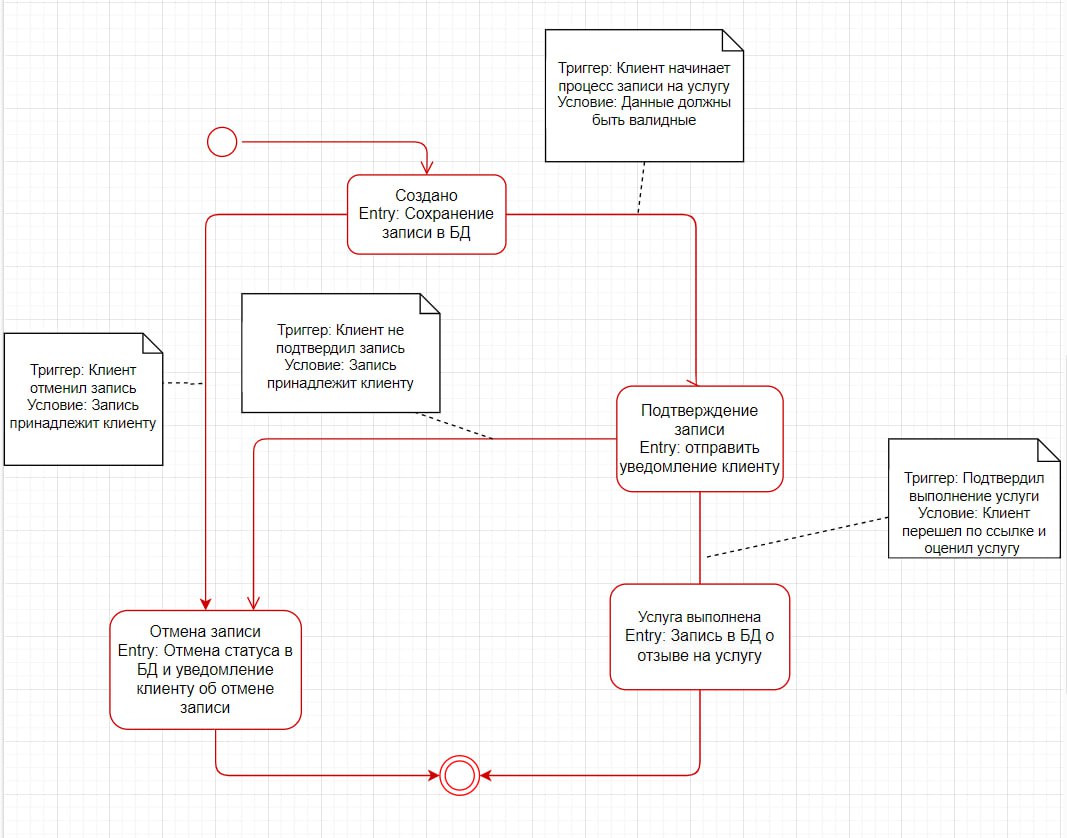 Триггер: Клиент начинает
процесс записи на услугу
Условие: Данные должны
быть валидные
Создано
Entry: Сохранение
записи в БД
Триггер: Клиент не
подтвердил запись
Условие: Запись
принадлежит клиенту
Триггер: Клиент
отменил запись
Условие: Запись
принадлежит клиенту
Подтверждение
записи
Entry: отправить
уведомление клиенту
Триггер: Подтвердил
выполнение услуги
Условие: Клиент
перешел по ссылке и
оценил услугу
Услуга выполнена
Entry: Запись в БД о
отзыве на услугу
Отмена записи
Entry: Отмена статуса в
БД и уведомление
клиенту об отмене
записи